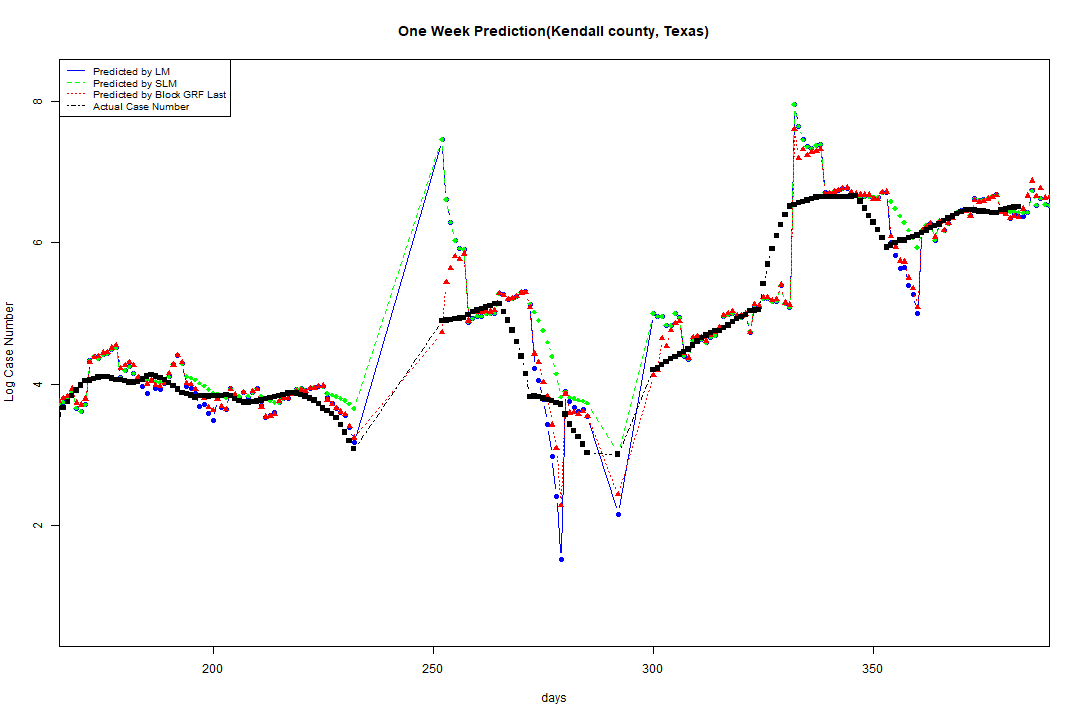 One Week Prediction(Kendall county, Texas)
Predicted by LM
Predicted by SLM
Predicted by Block GRF Last
Actual Case Number
8
6
4
2
Log Case Number
200 250 300 350
days